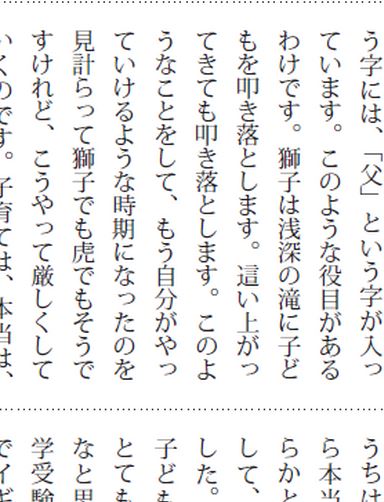 う字には、「父」という字が入っ
ています。このような役目がある
わけです。獅子は浅深の滝に子ど
もを叩き落とします。這い上がっ
てきても叩き落とします。このよ
うなことをして、もう自分がやっ
ていけるような時期になったのを
見計らって獅子でも虎でもそうで
すけれど、こうやって厳しくして
いくのです。子育ては、本当は、
うちは
ら本当
らかと
して、
した。
子ども
とても
なと思
学受験
でイギ